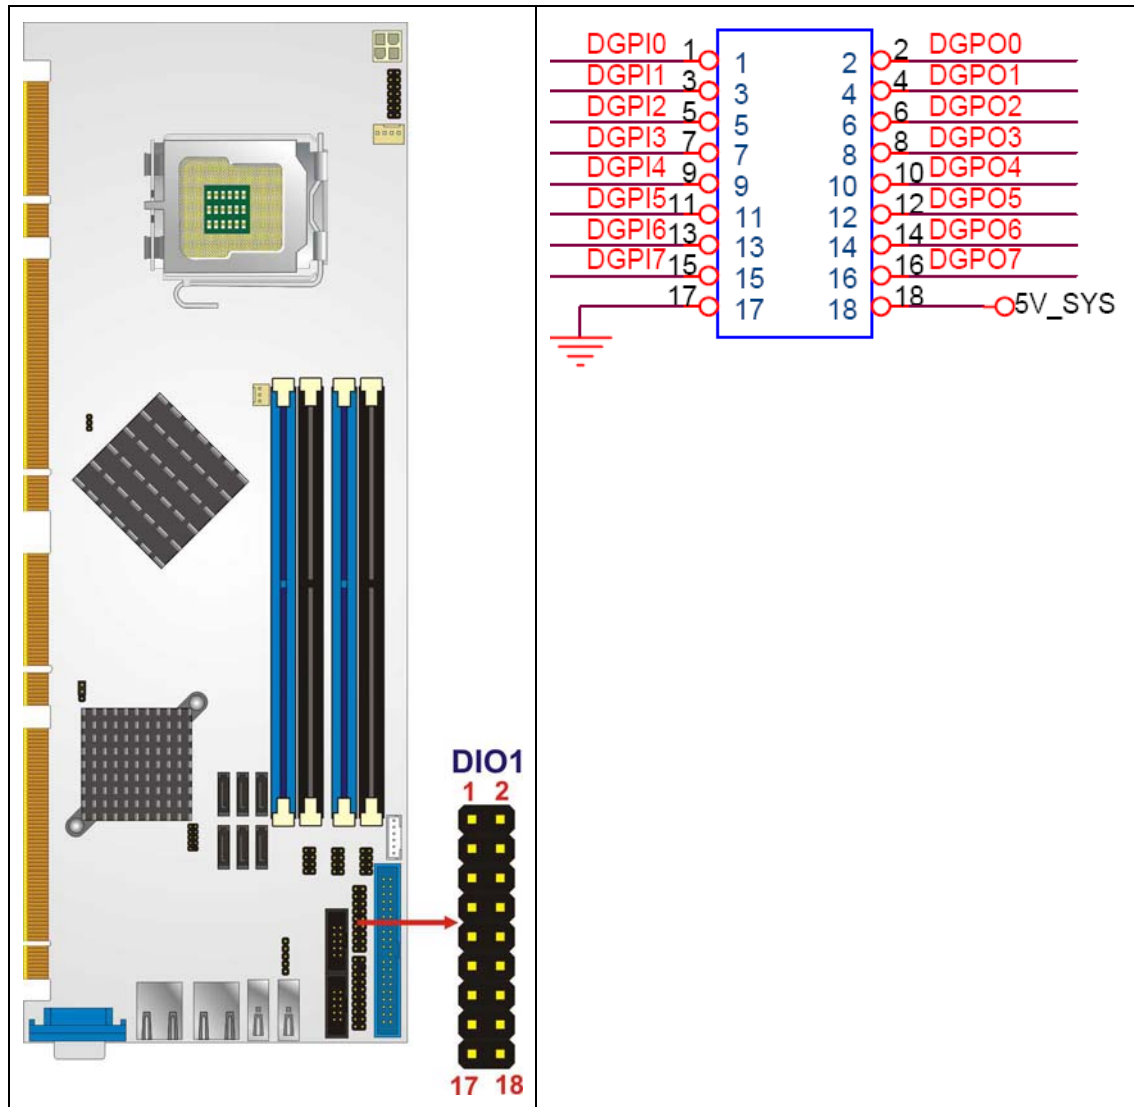 DIO1
1 2
17 18
DGPI0 1 1 2 2 DGPO0
DGPI1 3 3 4 4 DGPO1
DGPI2 5 5 6 6 DGPO2
DGPI3 7 7 8 8 DGPO3
DGPI4 9 9 10 10 DGPO4
DGPI5 11 11 12 12 DGPO5
DGPI6 13 13 14 14 DGPO6
DGPI7 15 15 16 16 DGPO7
17 17 18 18 5V_SYS